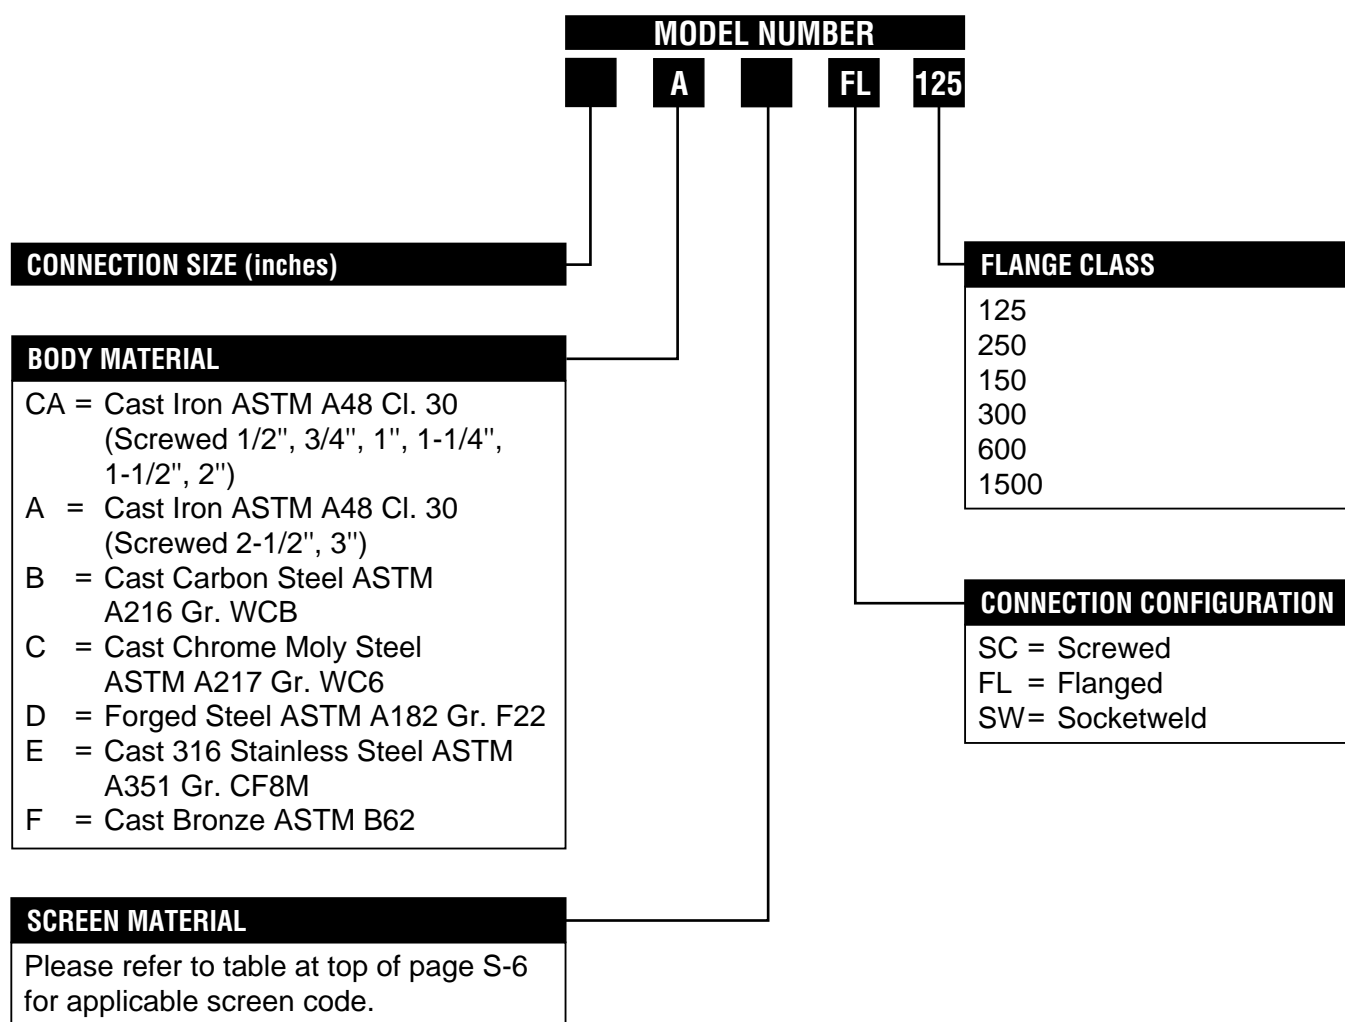 MODEL NUMBER
A FL 125
CONNECTION SIZE (inches)
BODY MATERIAL
CA = Cast Iron ASTM A48 Cl. 30
(Screwed 1/2", 3/4", 1", 1-1/4",
1-1/2", 2")
A = Cast Iron ASTM A48 Cl. 30
(Screwed 2-1/2", 3")
B = Cast Carbon Steel ASTM
A216 Gr. WCB
C = Cast Chrome Moly Steel
ASTM A217 Gr. WC6
D = Forged Steel ASTM A182 Gr. F22
E = Cast 316 Stainless Steel ASTM
A351 Gr. CF8M
F = Cast Bronze ASTM B62
SCREEN MATERIAL
Please refer to table at top of page S-6
for applicable screen code.
FLANGE CLASS
125
250
150
300
600
1500
CONNECTION CONFIGURATION
SC = Screwed
FL = Flanged
SW= Socketweld